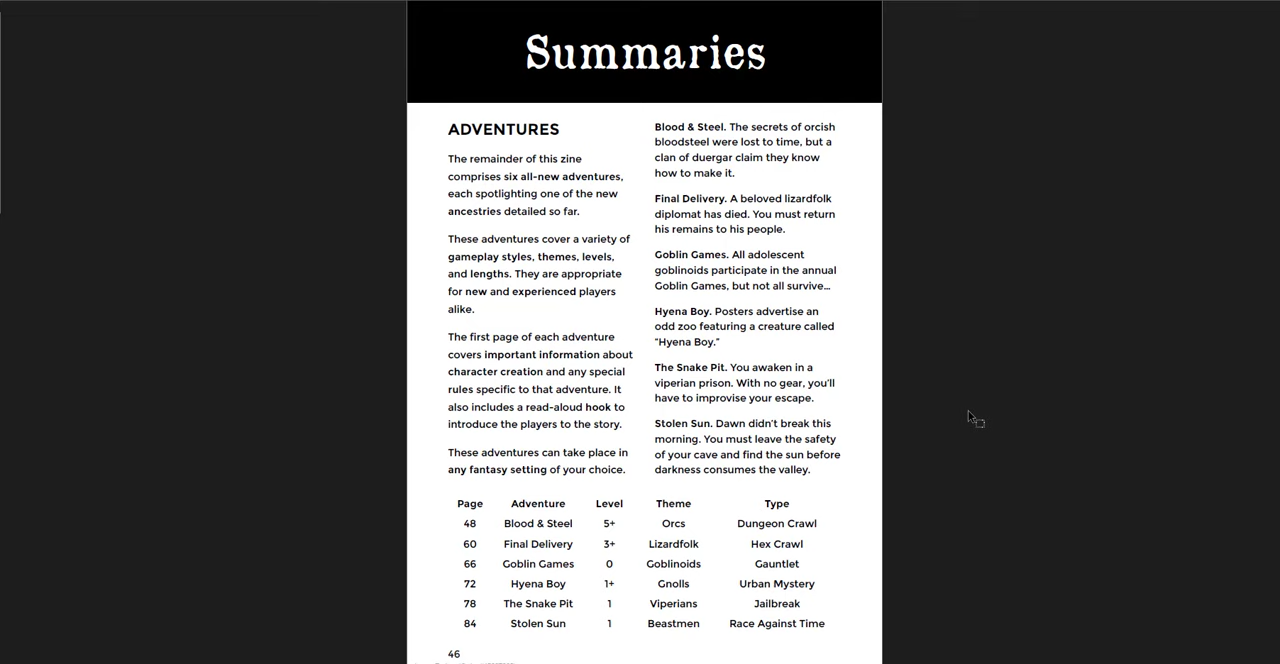 Summaries
ADVENTURES
The remainder of this zine
comprises six all-new adventures,
each spotlighting one of the new
ancestries detailed so far.
These adventures cover a variety of
gameplay styles, themes, levels,
and lengths. They are appropriate
for new and experienced players
alike.
The first page of each adventure
covers important information about
character creation and any special
rules specific to that adventure. It
also includes a read-aloud hook to
introduce the players to the story.
These adventures can take place in
any fantasy setting of your choice.
Blood & Steel. The secrets of orcish
bloodsteel were lost to time, but a
clan of duergar claim they know
how to make it.
Final Delivery. A beloved lizardfolk
diplomat has died. You must return
his remains to his people.
Goblin Games. All adolescent
goblinoids participate in the annual
Goblin Games, but not all survive...
Hyena Boy. Posters advertise an
odd zoo featuring a creature called
"Hyena Boy."
The Snake Pit. You awaken in a
viperian prison. With no gear, you'll
have to improvise your escape.
Stolen Sun. Dawn didn't break this
morning. You must leave the safety
of your cave and find the sun before
darkness consumes the valley.
Page Adventure Level Theme Type
48 Blood & Steel 5+ Orcs Dungeon Crawl
60 Final Delivery 3+ Lizardfolk Hex Crawl
66 Goblin Games 0 Goblinoids Gauntlet
72 Hyena Boy 1+ Gnolls Urban Mystery
78 The Snake Pit 1 Viperians Jailbreak
84 Stolen Sun 1 Beastmen Race Against Time
46